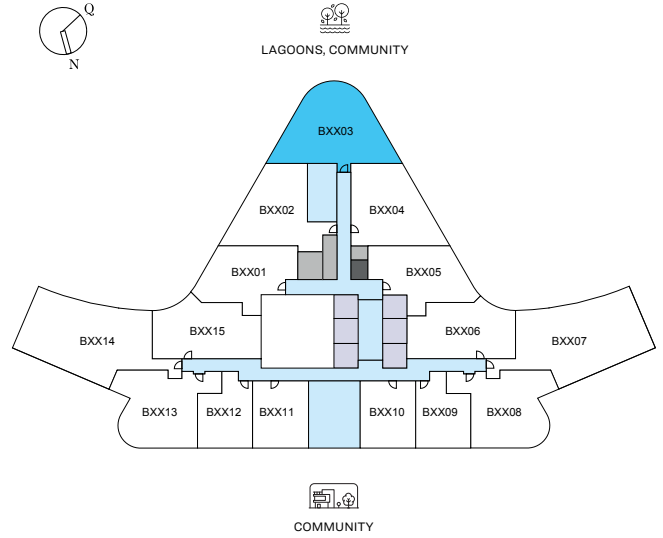 Q
N
LAGOONS, COMMUNITY
BXX03
BXX02
BXX04
BXX01
BXX05
BXX14
BXX15
BXX06
BXX07
BXX13
BXX12
BXX11
BXX10
BXX09
BXX08
COMMUNITY